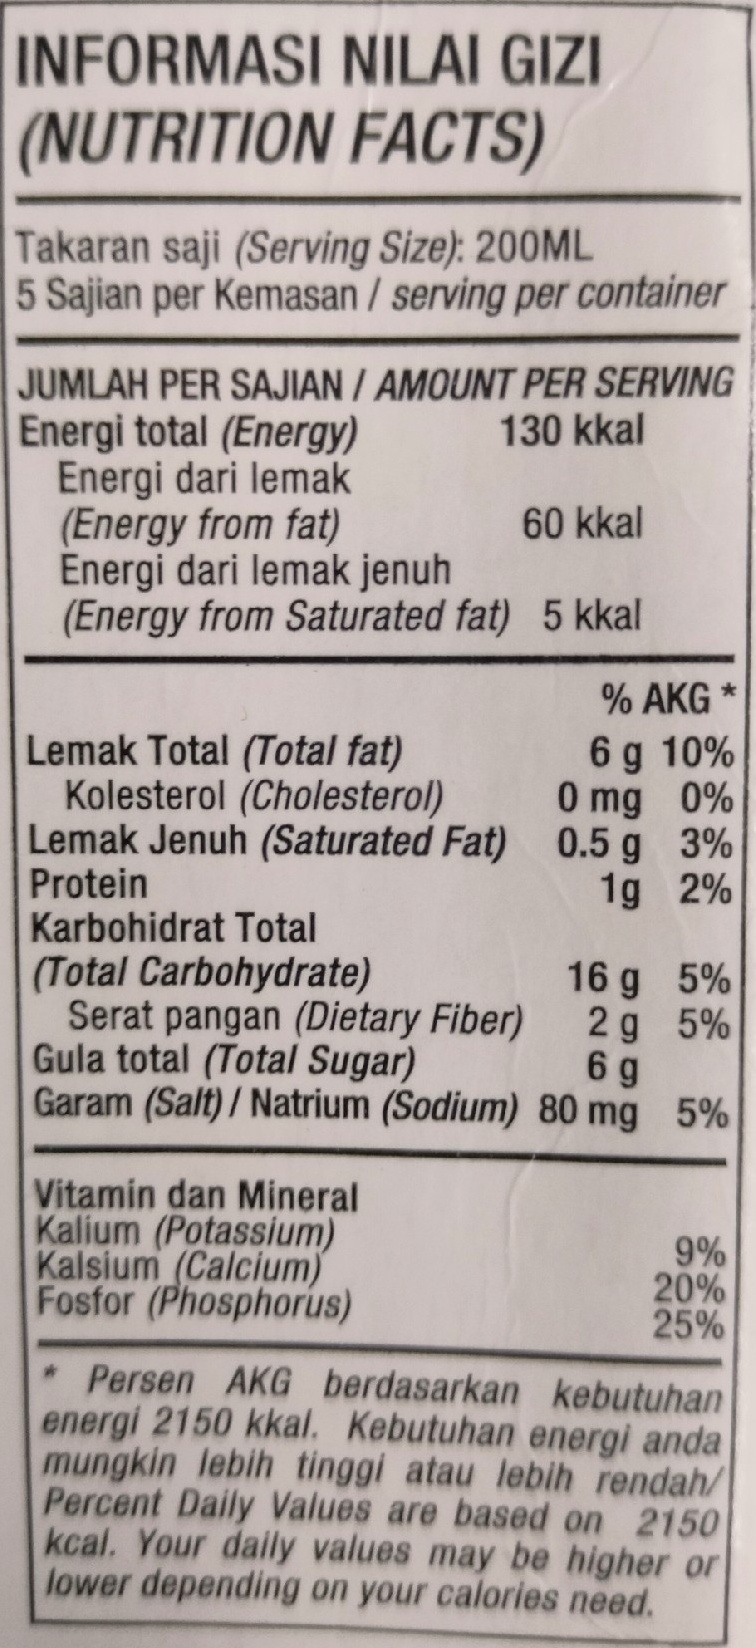 INFORMASI NILAI GIZI
(NUTRITION FACTS)
Takaran saji (Serving Size): 200ML
5 Sajian per Kemasan / serving per container
JUMLAH PER SAJIAN / AMOUNT PER SERVING
Energi total (Energy) 130 kkal
Energi dari lemak
(Energy from fat) 60 kkal
Energi dari lemak jenuh
(Energy from Saturated fat) 5 kkal
% AKG *
Lemak Total (Total fat) 6 g 10%
Kolesterol (Cholesterol) 0 mg 0%
Lemak Jenuh (Saturated Fat) 0.5 g 3%
Protein 1g 2%
Karbohidrat Total
(Total Carbohydrate) 16 g 5%
Serat pangan (Dietary Fiber) 2 g 5%
Gula total (Total Sugar) 6 g
Garam (Salt) / Natrium (Sodium) 80 mg 5%
Vitamin dan Mineral
Kalium (Potassium) 9%
Kalsium (Calcium) 20%
Fosfor (Phosphorus) 25%
* Persen AKG berdasarkan kebutuhan
energi 2150 kkal. Kebutuhan energi anda
mungkin lebih tinggi atau lebih rendah/
Percent Daily Values are based on 2150
kcal. Your daily values may be higher or
lower depending on your calories need.